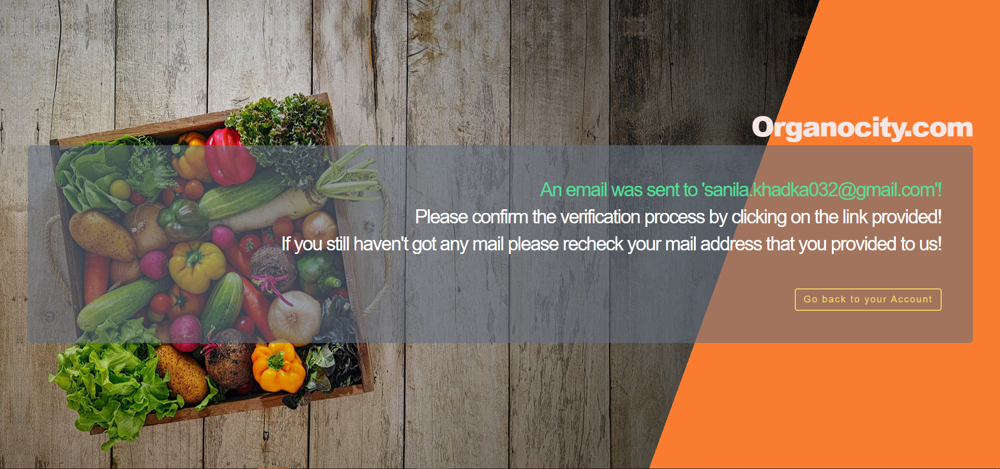 Organocity.com
An email was sent to 'sanila.khadka032@gmail.com'!
Please confirm the verification process by clicking on the link provided!
If you still haven't got any mail please recheck your mail address that you provided to us!
Go back to your Account